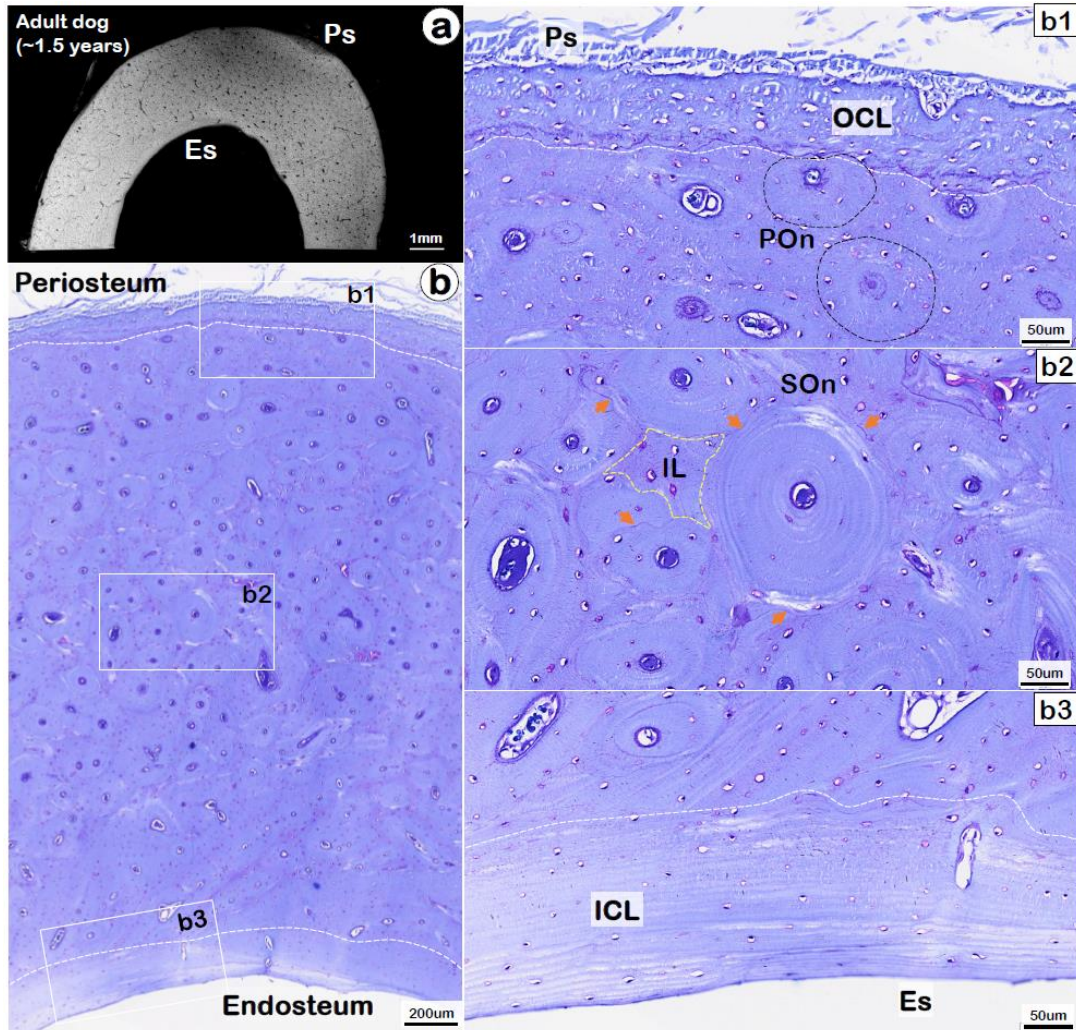 Adult dog
(~1.5 years)
a
Ps
Es
1mm
Periosteum
b
b1
b2
b3
Endosteum
200um
b1
Ps
OCL
POn
50um
b2
SOn
IL
50um
b3
ICL
Es
50um